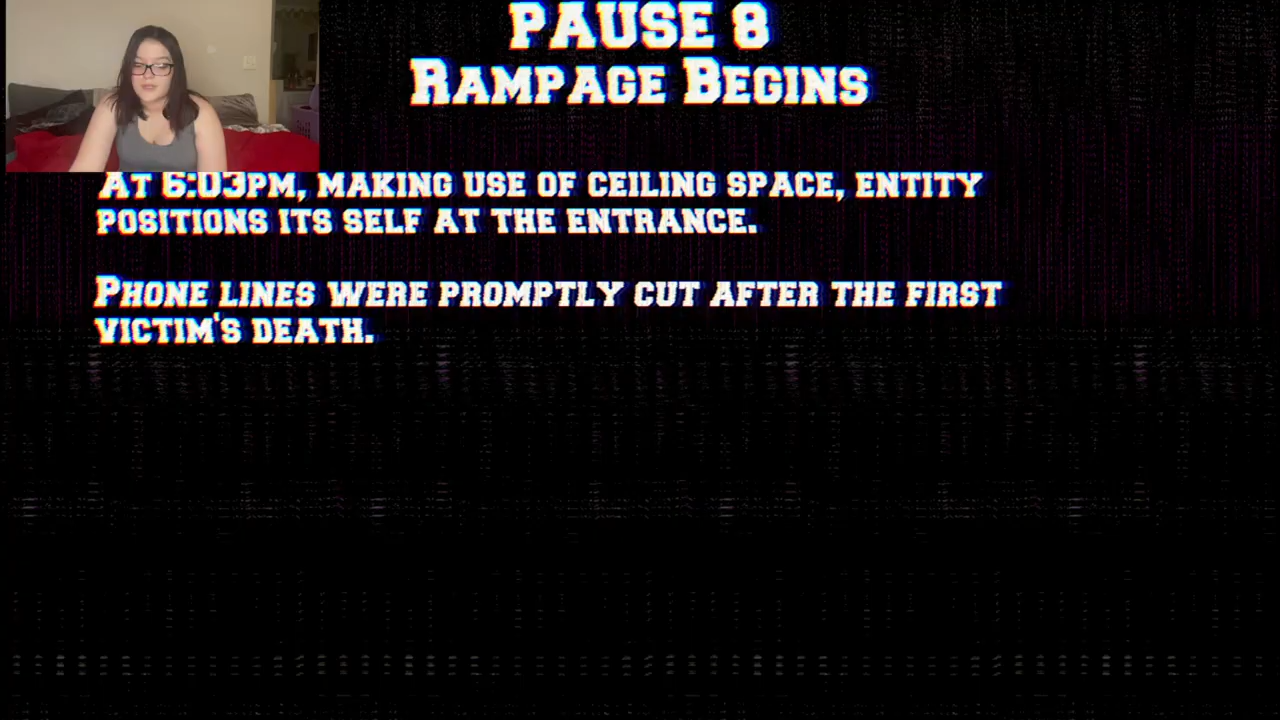 PAUSE 8
RAMPAGE BEGINS
AT 6:03PM, MAKING USE OF CEILING SPACE, ENTITY
POSITIONS ITS SELF AT THE ENTRANCE.
PHONE LINES WERE PROMPTLY CUT AFTER THE FIRST
VICTIM'S DEATH.